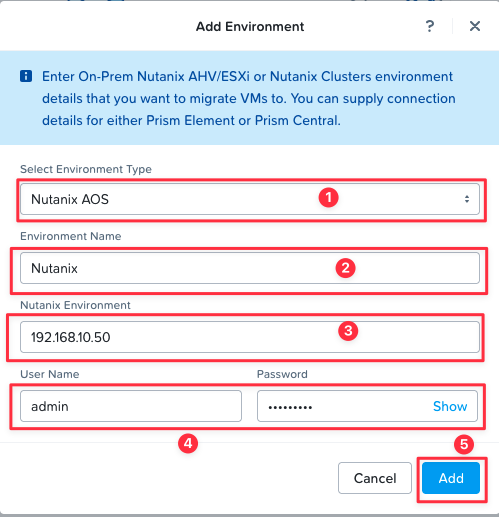 Add Environment
?
Enter On-Prem Nutanix AHV/ESXi or Nutanix Clusters environment
details that you want to migrate VMs to. You can supply connection
details for either Prism Element or Prism Central.
Select Environment Type
Nutanix AOS 1
Environment Name
Nutanix 2
Nutanix Environment
192.168.10.50 3
User Name Password
admin ••••••••• Show
4 5
Cancel Add